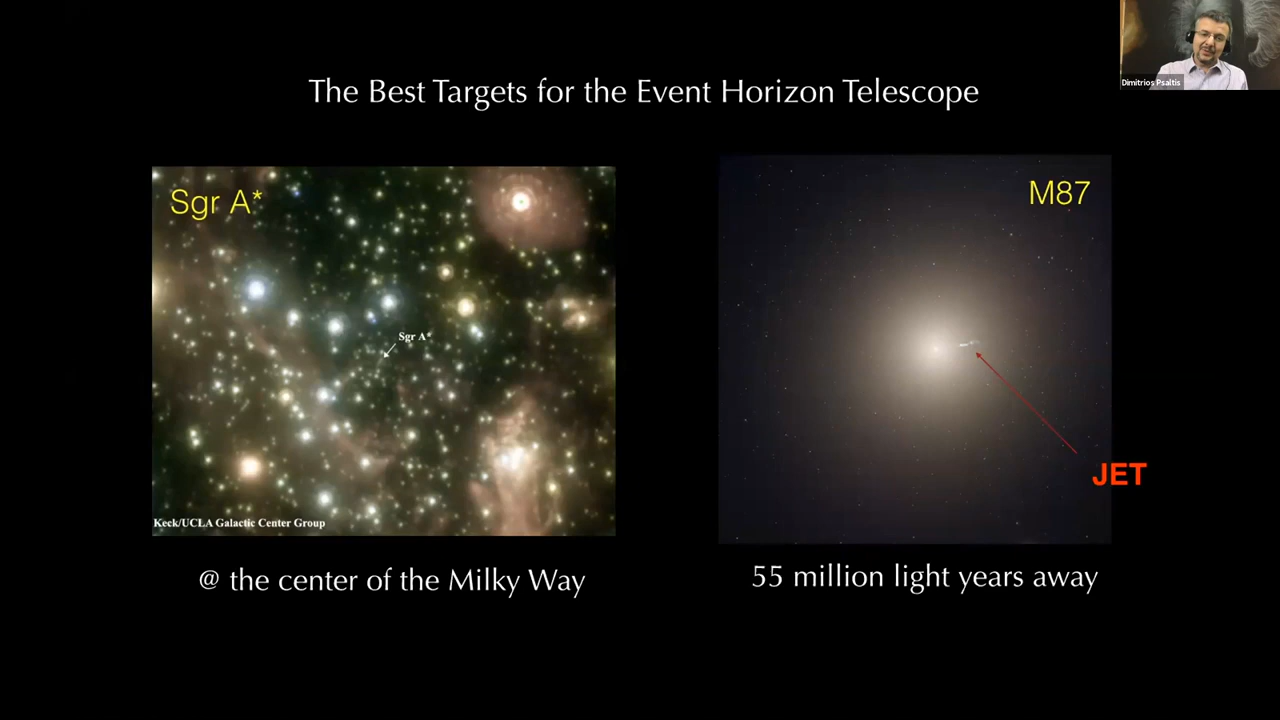 Dimitrios Psaltis
The Best Targets for the Event Horizon Telescope
Sgr A*
Sgr A*
Keck/UCLA Galactic Center Group
@ the center of the Milky Way
M87
JET
55 million light years away